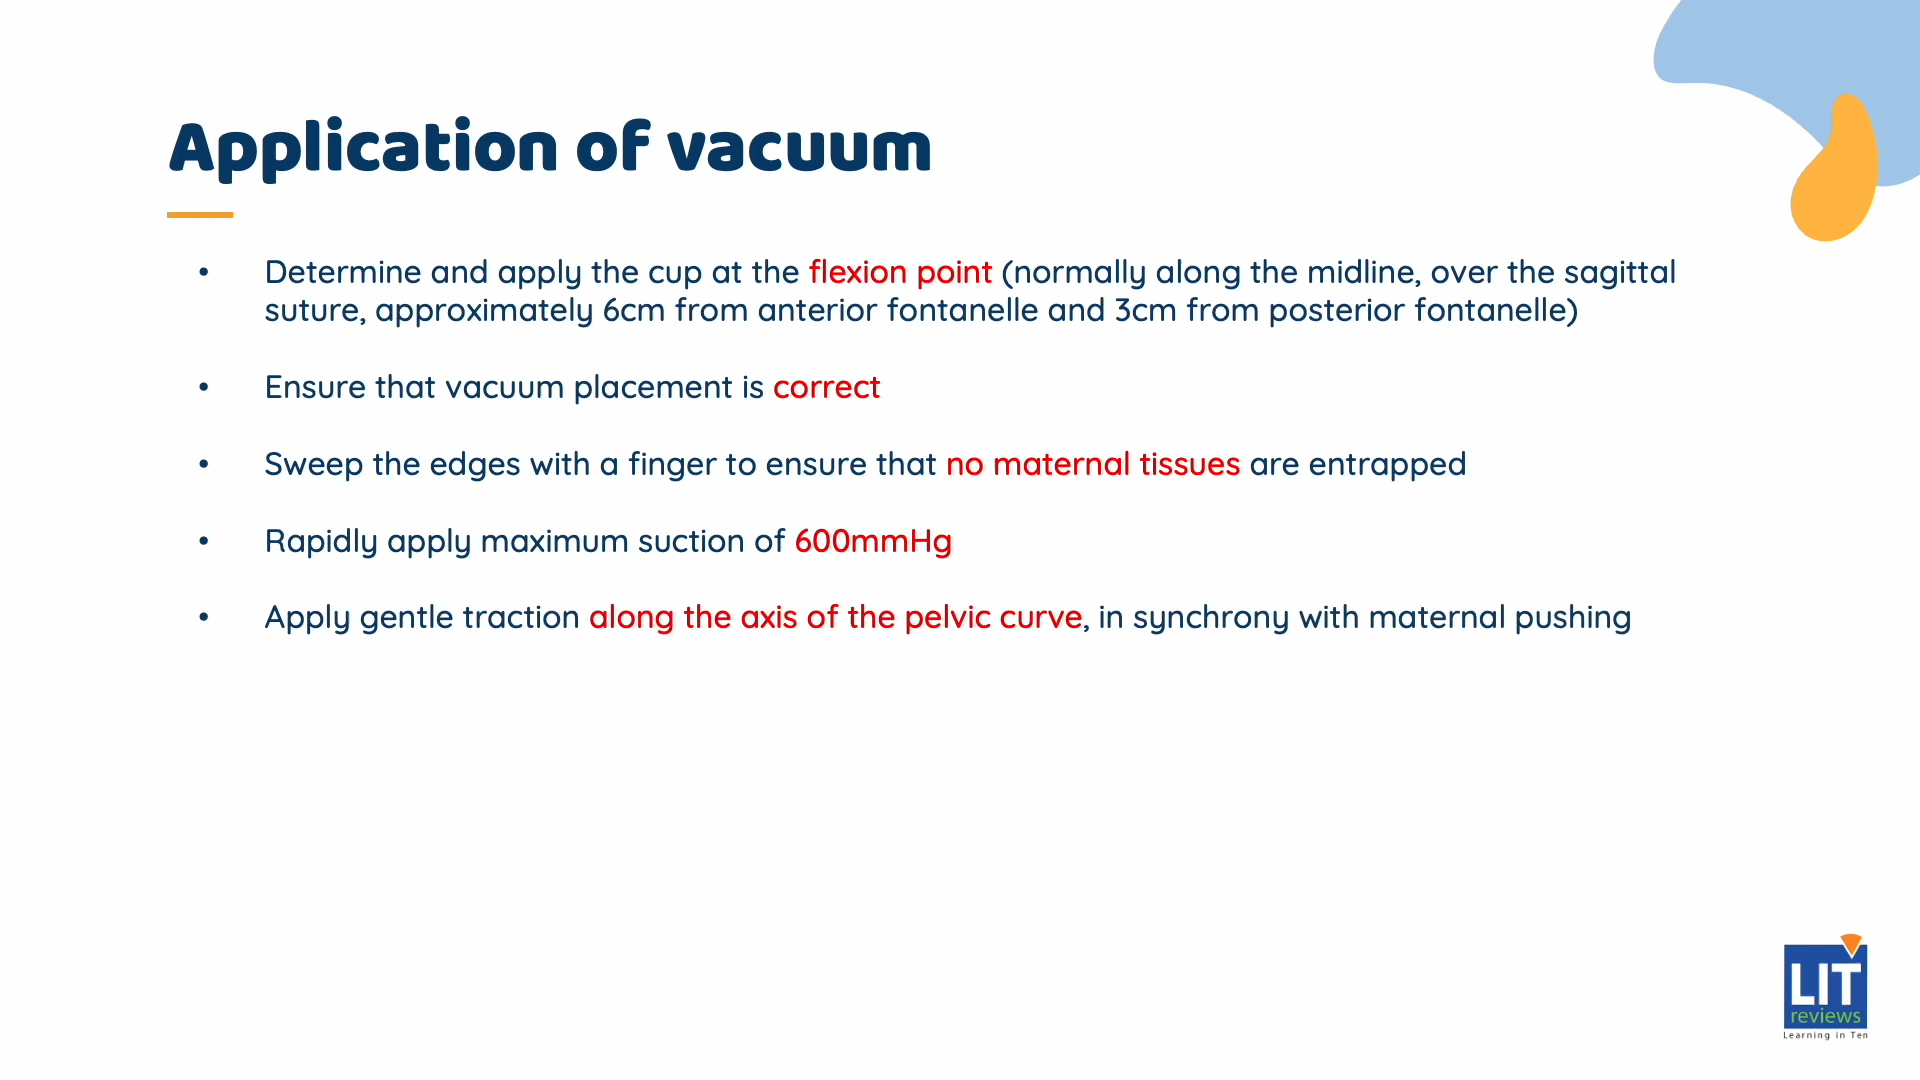 Application of vacuum
• Determine and apply the cup at the flexion point (normally along the midline, over the sagittal
suture, approximately 6cm from anterior fontanelle and 3cm from posterior fontanelle)
• Ensure that vacuum placement is correct
• Sweep the edges with a finger to ensure that no maternal tissues are entrapped
• Rapidly apply maximum suction of 600mmHg
• Apply gentle traction along the axis of the pelvic curve, in synchrony with maternal pushing
LIT
reviews
Learning in Ten